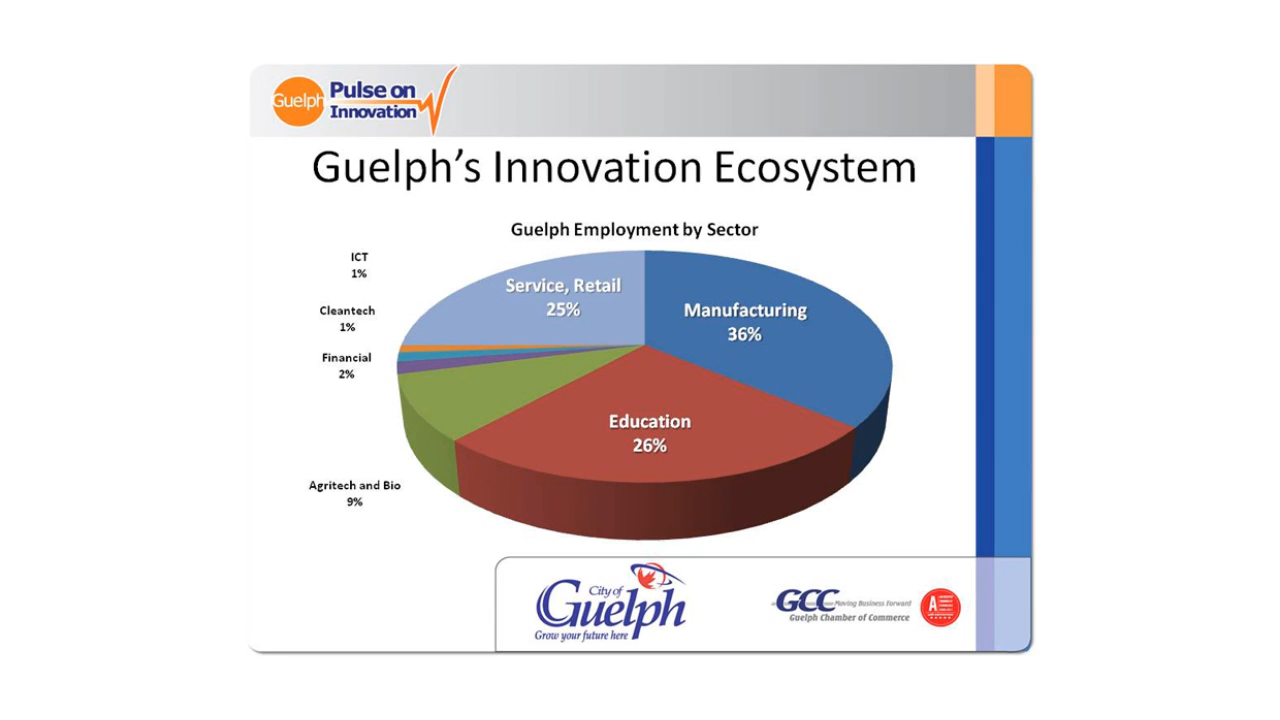 Guelph
Pulse on
Innovation
Guelph's Innovation Ecosystem
Guelph Employment by Sector
ICT
1%
Cleantech
1%
Financial
2%
Agritech and Bio
9%
Service, Retail
25%
Manufacturing
36%
Education
26%
City of
Guelph
Grow your future here
GCC
Moving Business Forward
Guelph Chamber of Commerce
A